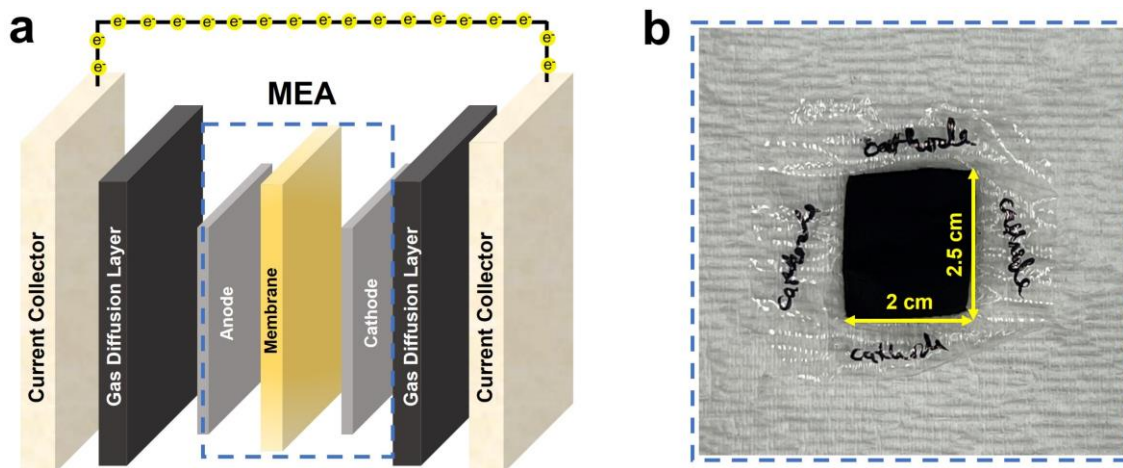 a
e- e- e- e- e- e- e- e- e- e- e- e- e- e- e- e-
e- e-
e- e-
MEA
Current Collector
Gas Diffusion Layer
Anode
Membrane
Cathode
Gas Diffusion Layer
Current Collector
b
cathode
cathode
2.5 cm
2 cm
cathode